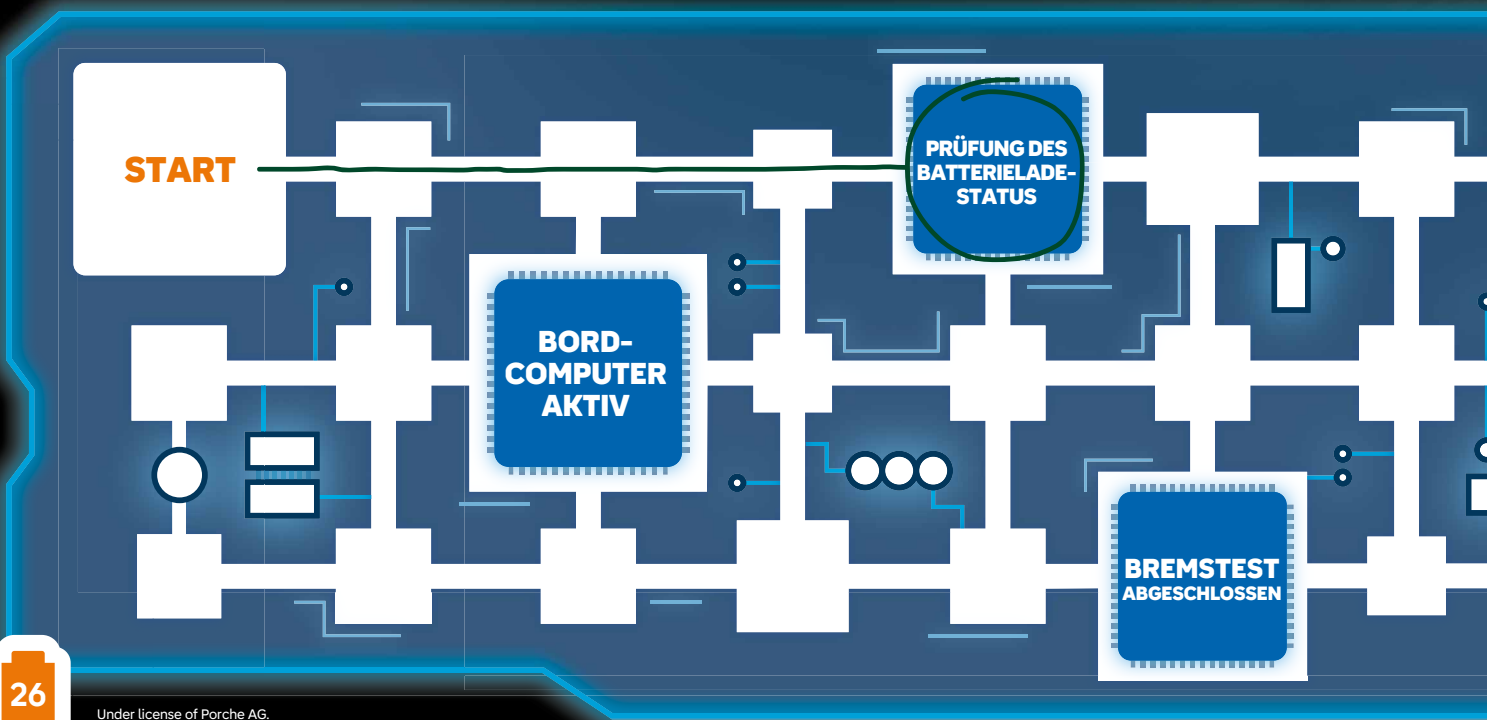 START
PRÜFUNG DES
BATTERIELADE-
STATUS
BORD-
COMPUTER
AKTIV
BREMSTEST
ABGESCHLOSSEN
26
Under license of Porche AG.